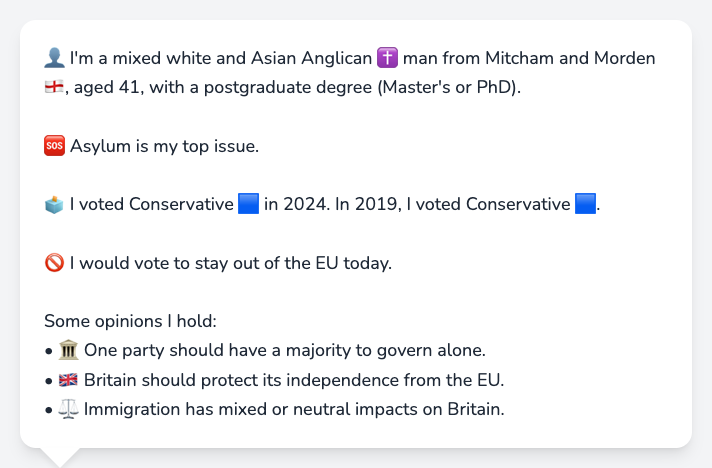 👤 I'm a mixed white and Asian Anglican ✝️ man from Mitcham and Morden
🏴󠁧󠁢󠁥󠁮󠁧󠁿, aged 41, with a postgraduate degree (Master's or PhD).
🆘 Asylum is my top issue.
🗳️ I voted Conservative 🟦 in 2024. In 2019, I voted Conservative 🟦.
🚫 I would vote to stay out of the EU today.
Some opinions I hold:
• 🏛️ One party should have a majority to govern alone.
• 🇬🇧 Britain should protect its independence from the EU.
• ⚖️ Immigration has mixed or neutral impacts on Britain.